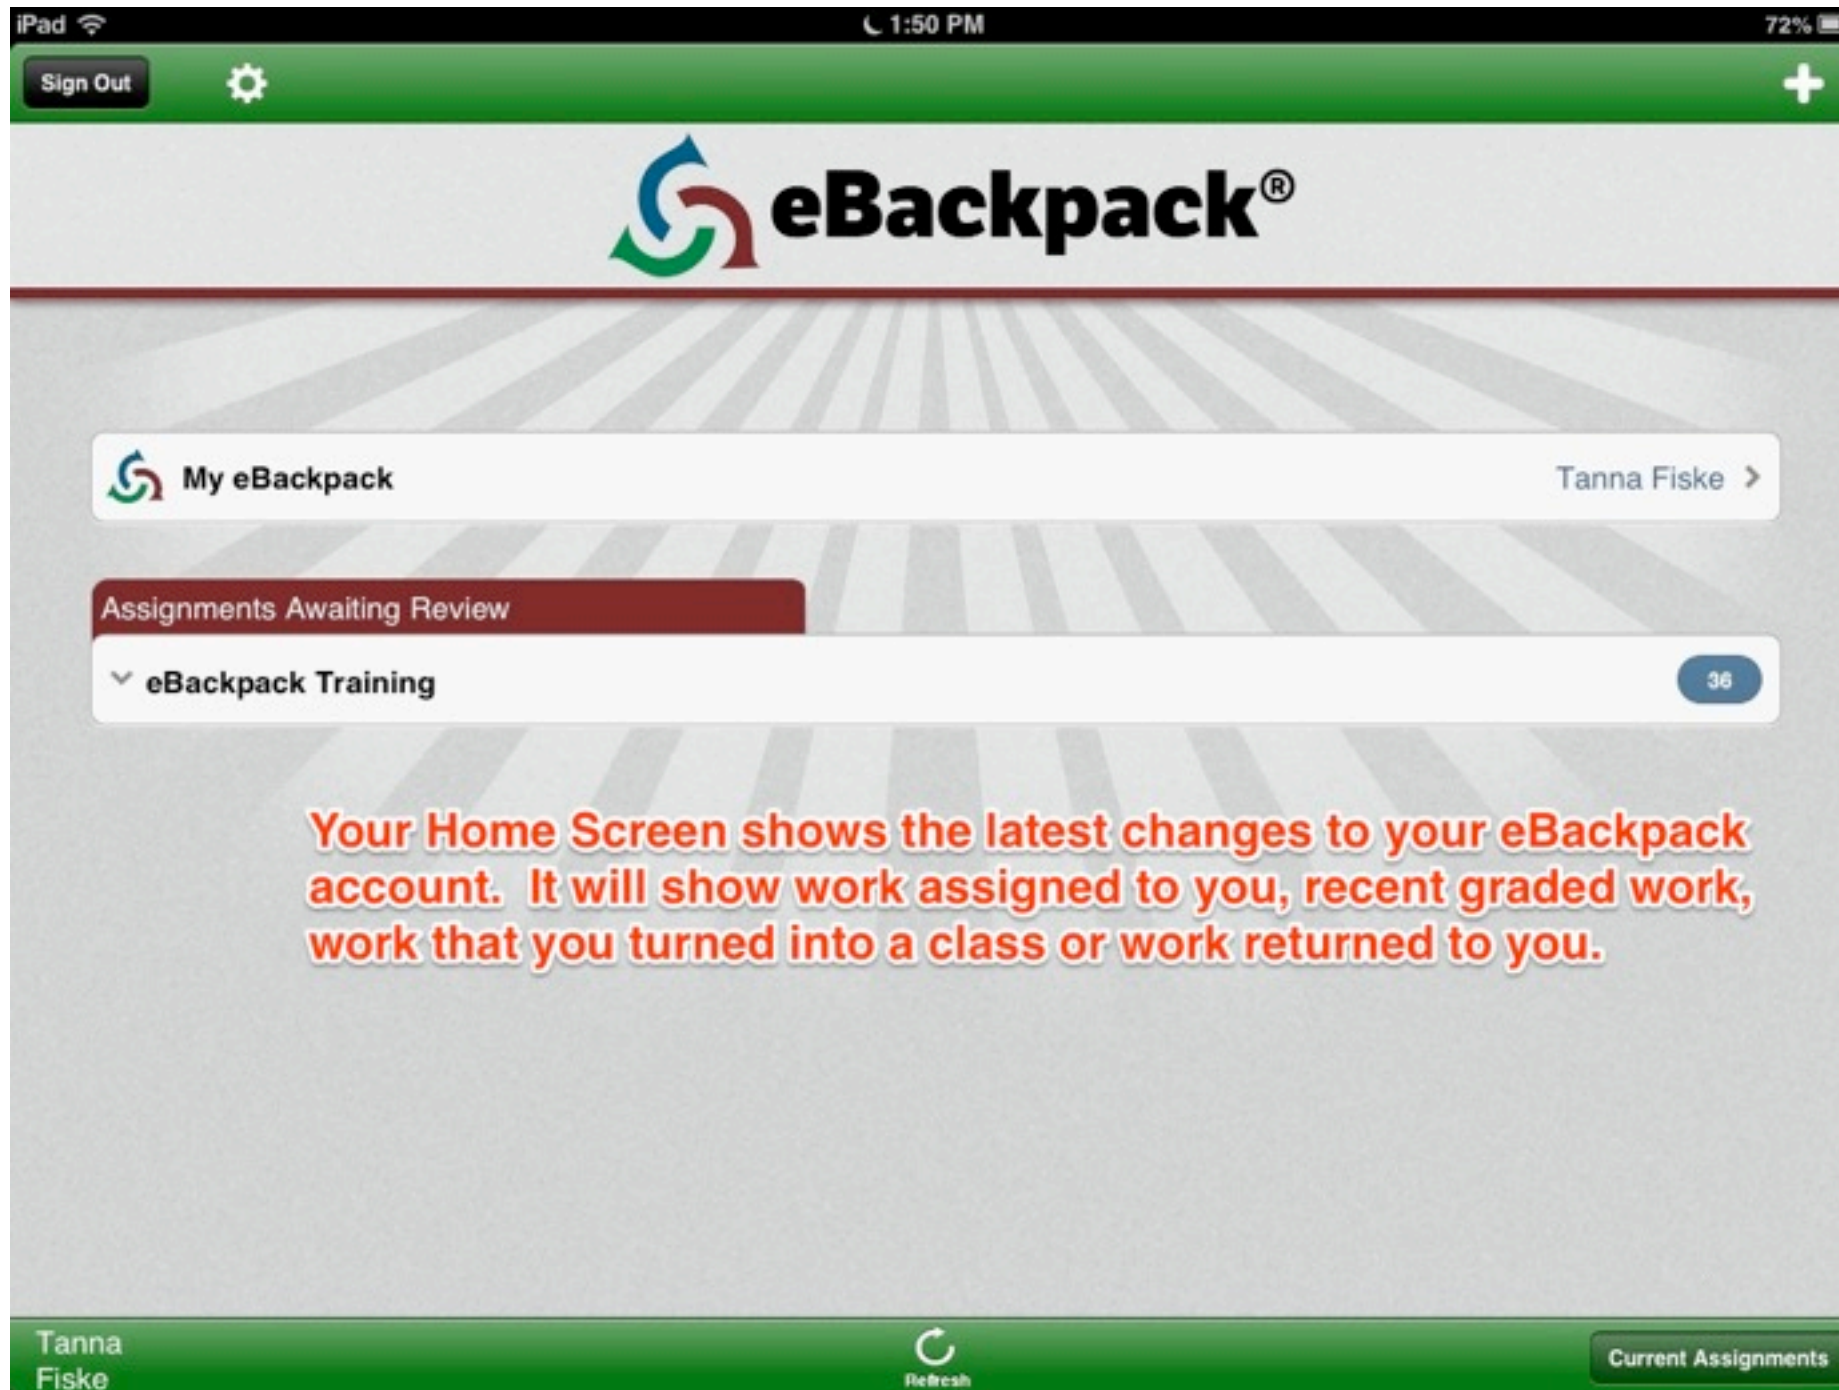 iPad 1:50 PM 72%
Sign Out
eBackpack®
My eBackpack Tanna Fiske
Assignments Awaiting Review
eBackpack Training 36
Your Home Screen shows the latest changes to your eBackpack
account.  It will show work assigned to you, recent graded work,
work that you turned into a class or work returned to you.
Tanna
Fiske
Refresh
Current Assignments